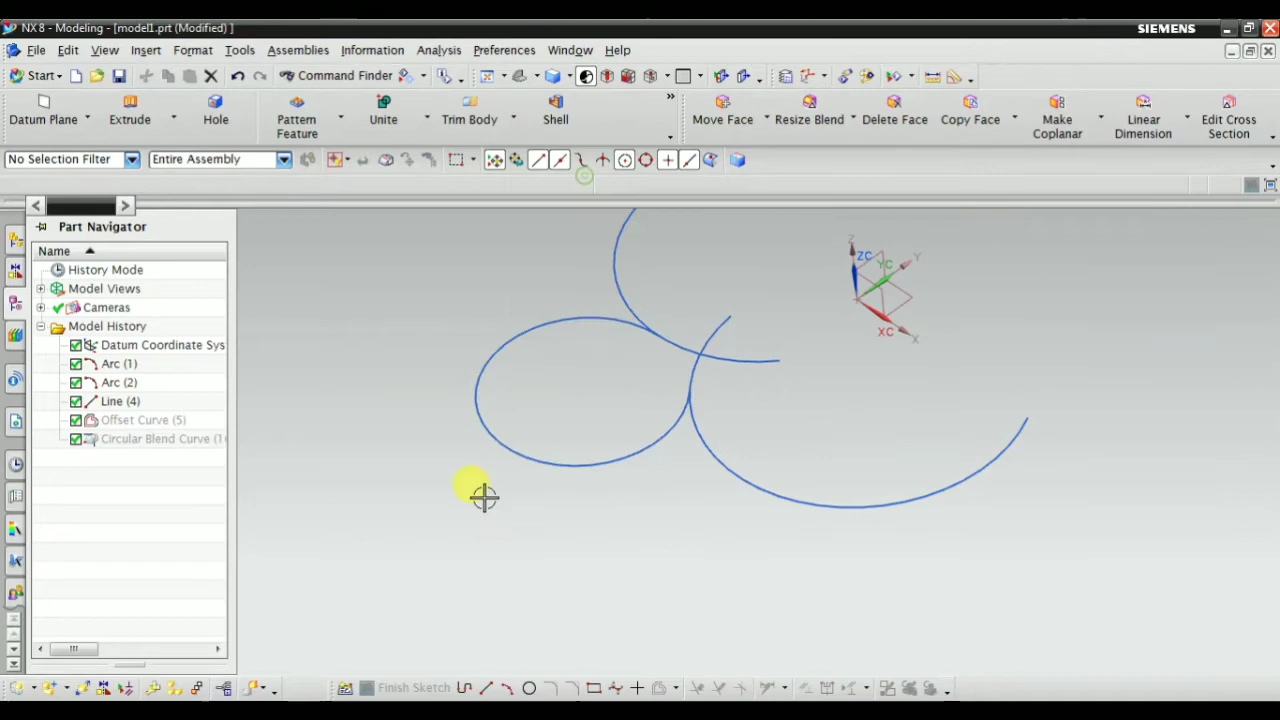 NX 8 - Modeling - [model1.prt (Modified) ]
SIEMENS
File Edit View Insert Format Tools Assemblies Information Analysis Preferences Window Help
Start Command Finder
Datum Plane Extrude Hole Pattern Feature Unite Trim Body Shell » Move Face Resize Blend Delete Face Copy Face Make Coplanar Linear Dimension Edit Cross Section
No Selection Filter Entire Assembly
Part Navigator
Name
History Mode
Model Views
Cameras
Model History
Datum Coordinate Sys
Arc (1)
Arc (2)
Line (4)
Offset Curve (5)
Circular Blend Curve (1
Z
ZC
YC
Y
XC
X
Finish Sketch